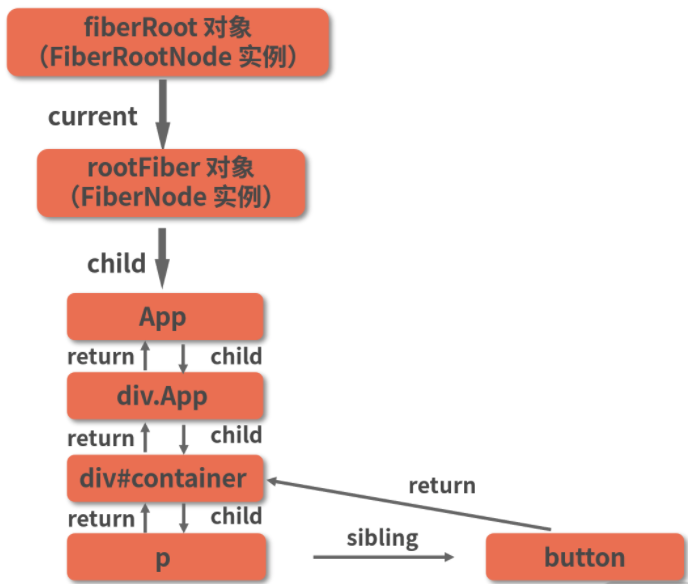 fiberRoot 对象
（FiberRootNode 实例）
current
rootFiber 对象
（FiberNode 实例）
child
App
return child
div.App
return child
div#container
return
return child
sibling
p
button